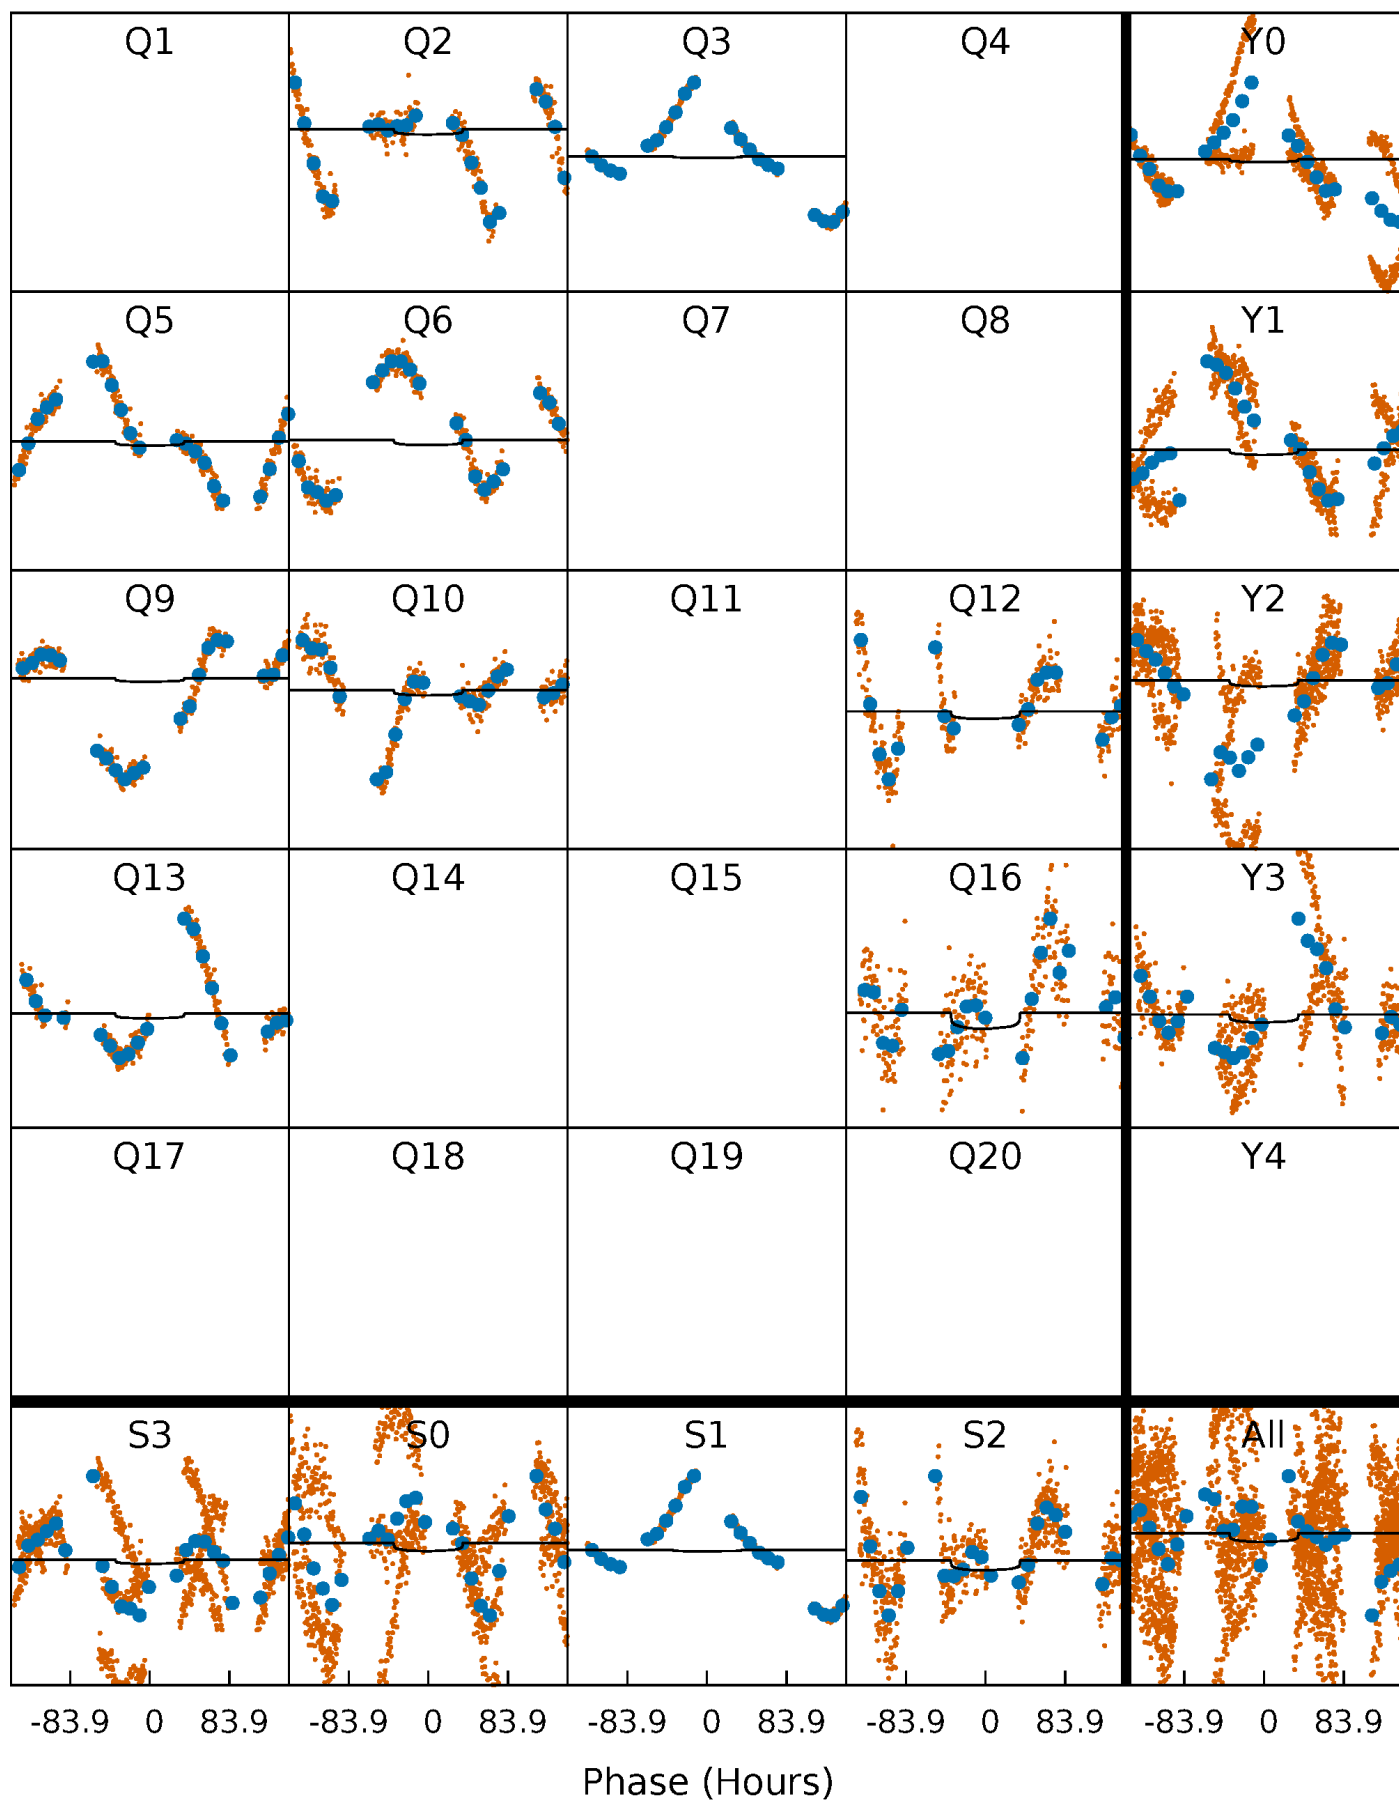 Q1 Q2 Q3 Q4 Y0
Q5 Q6 Q7 Q8 Y1
Q9 Q10 Q11 Q12 Y2
Q13 Q14 Q15 Q16 Y3
Q17 Q18 Q19 Q20 Y4
S3 S0 S1 S2 All
-83.9 0 83.9 -83.9 0 83.9 -83.9 0 83.9 -83.9 0 83.9 -83.9 0 83.9
Phase (Hours)